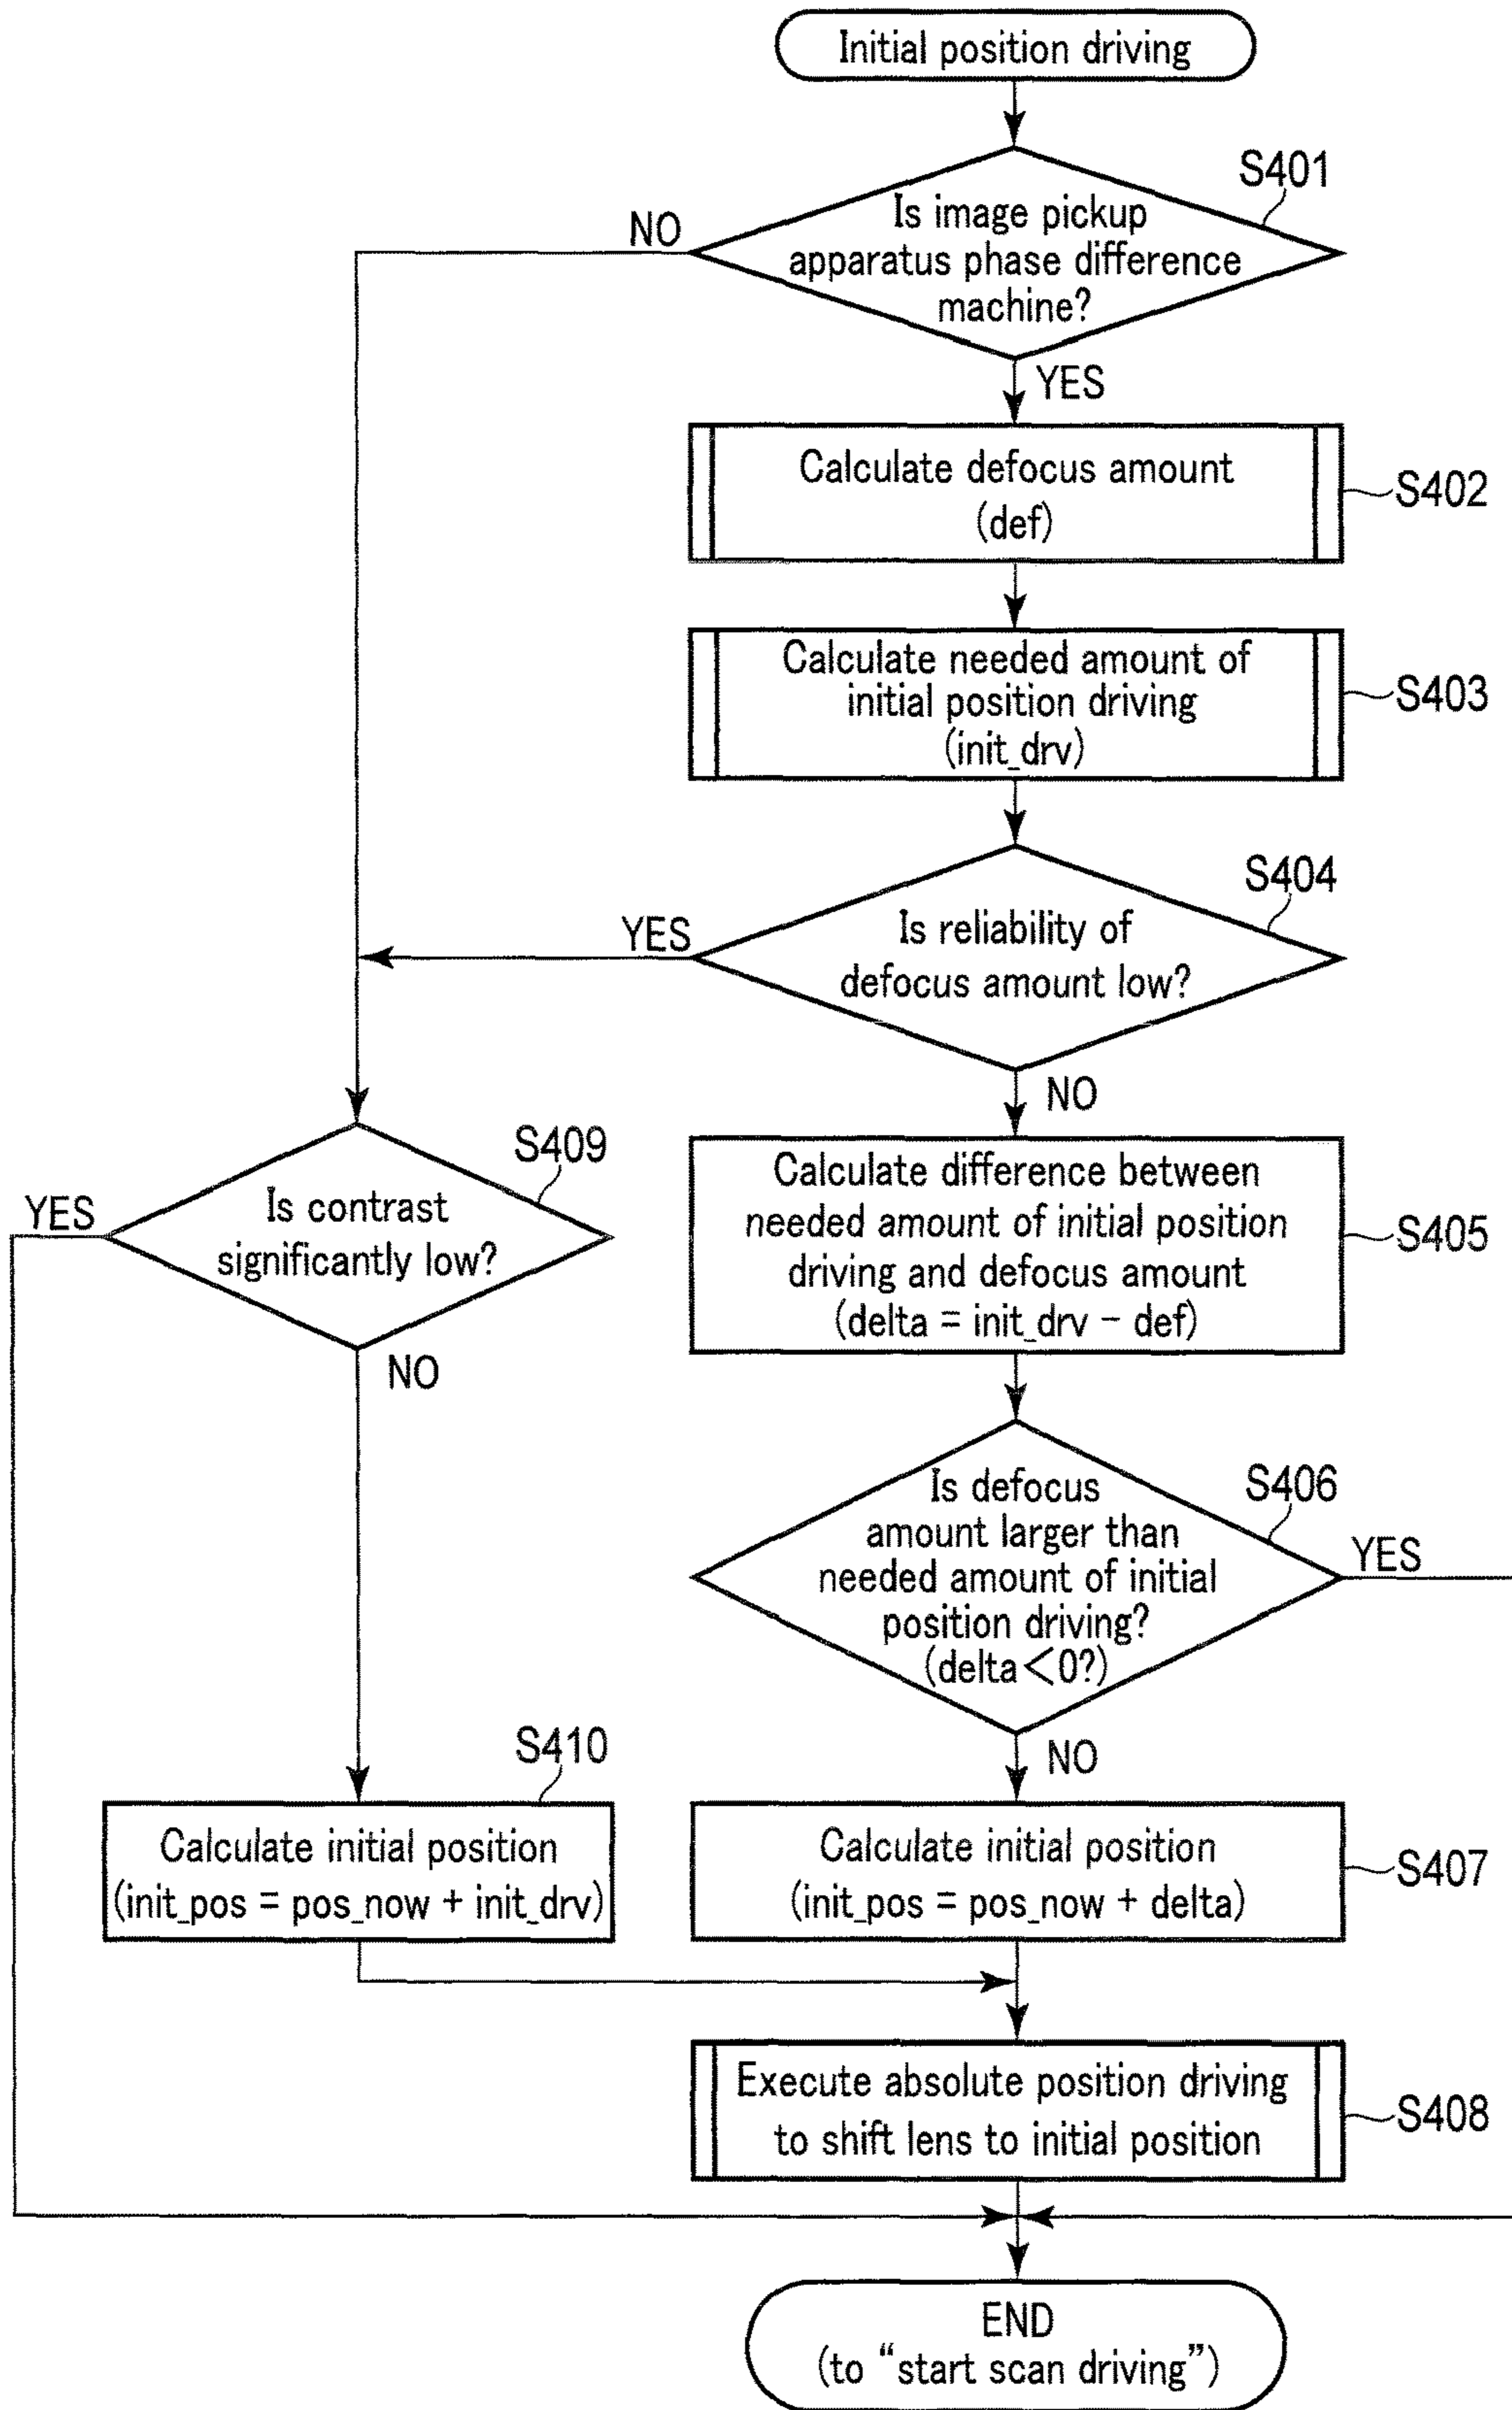 Initial position driving
S401
Is image pickup
apparatus phase difference
machine?
NO
YES
Calculate defocus amount
(def)
S402
Calculate needed amount of
initial position driving
(init_drv)
S403
S404
Is reliability of
defocus amount low?
YES
NO
Calculate difference between
needed amount of initial position
driving and defocus amount
(delta = init_drv - def)
S405
S409
Is contrast
significantly low?
YES
NO
S406
Is defocus
amount larger than
needed amount of initial
position driving?
(delta<0?)
YES
NO
S410
Calculate initial position
(init_pos = pos_now + init_drv)
Calculate initial position
(init_pos = pos_now + delta)
S407
Execute absolute position driving
to shift lens to initial position
S408
END
(to “start scan driving”)